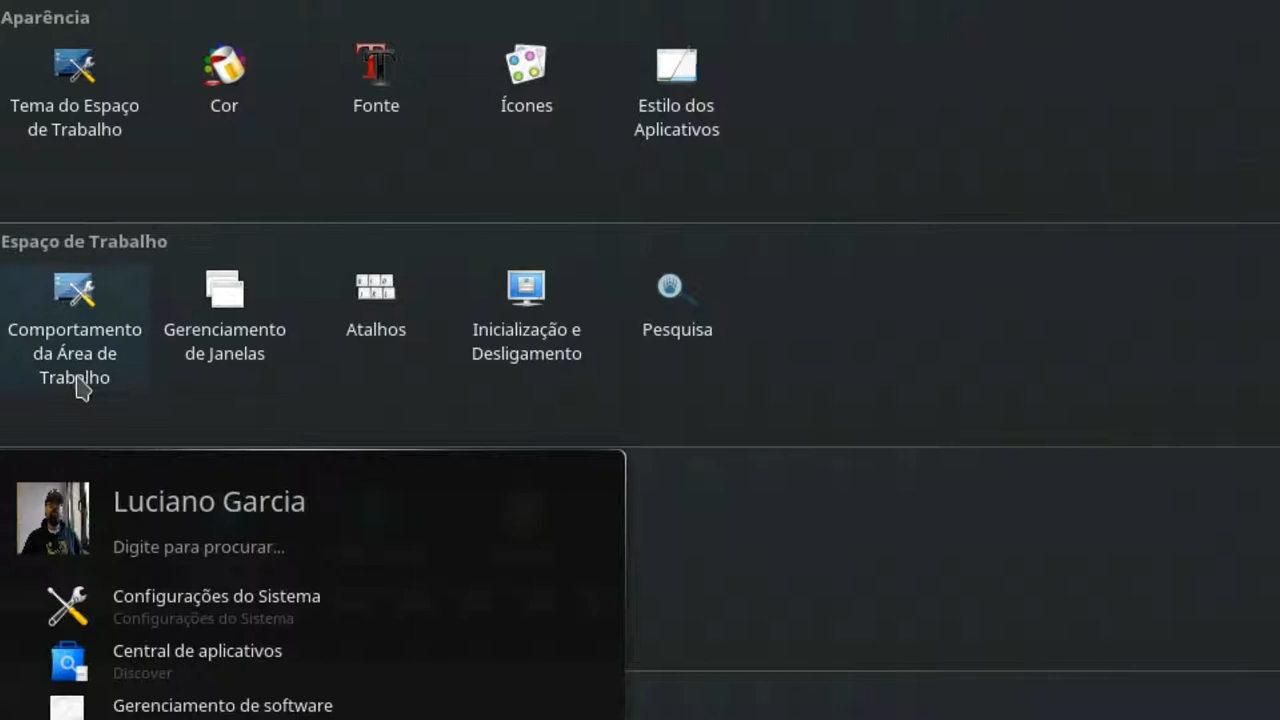 Aparência
Tema do Espaço
de Trabalho
Cor
Fonte
Ícones
Estilo dos
Aplicativos
Espaço de Trabalho
Comportamento
da Área de
Trabalho
Gerenciamento
de Janelas
Atalhos
Inicialização e
Desligamento
Pesquisa
Luciano Garcia
Digite para procurar...
Configurações do Sistema
Configurações do Sistema
Central de aplicativos
Discover
Gerenciamento de software